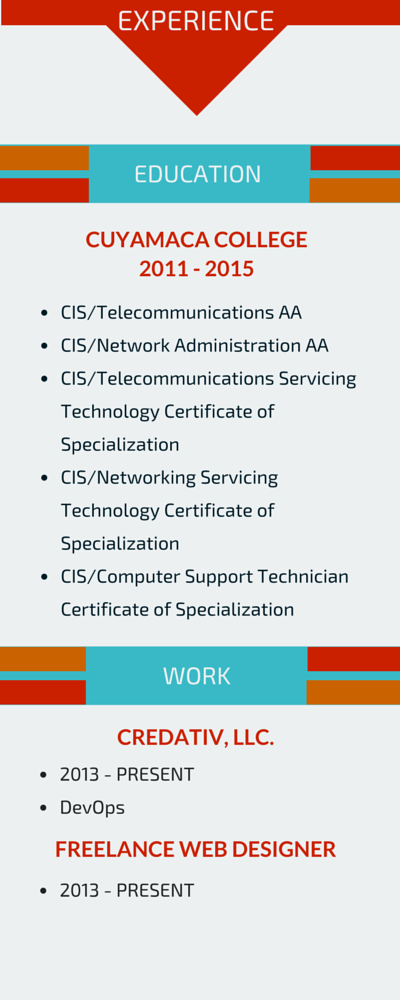 EXPERIENCE
EDUCATION
CUYAMACA COLLEGE
2011 - 2015
• CIS/Telecommunications AA
• CIS/Network Administration AA
• CIS/Telecommunications Servicing
Technology Certificate of
Specialization
• CIS/Networking Servicing
Technology Certificate of
Specialization
• CIS/Computer Support Technician
Certificate of Specialization
WORK
CREDATIV, LLC.
• 2013 - PRESENT
• DevOps
FREELANCE WEB DESIGNER
• 2013 - PRESENT